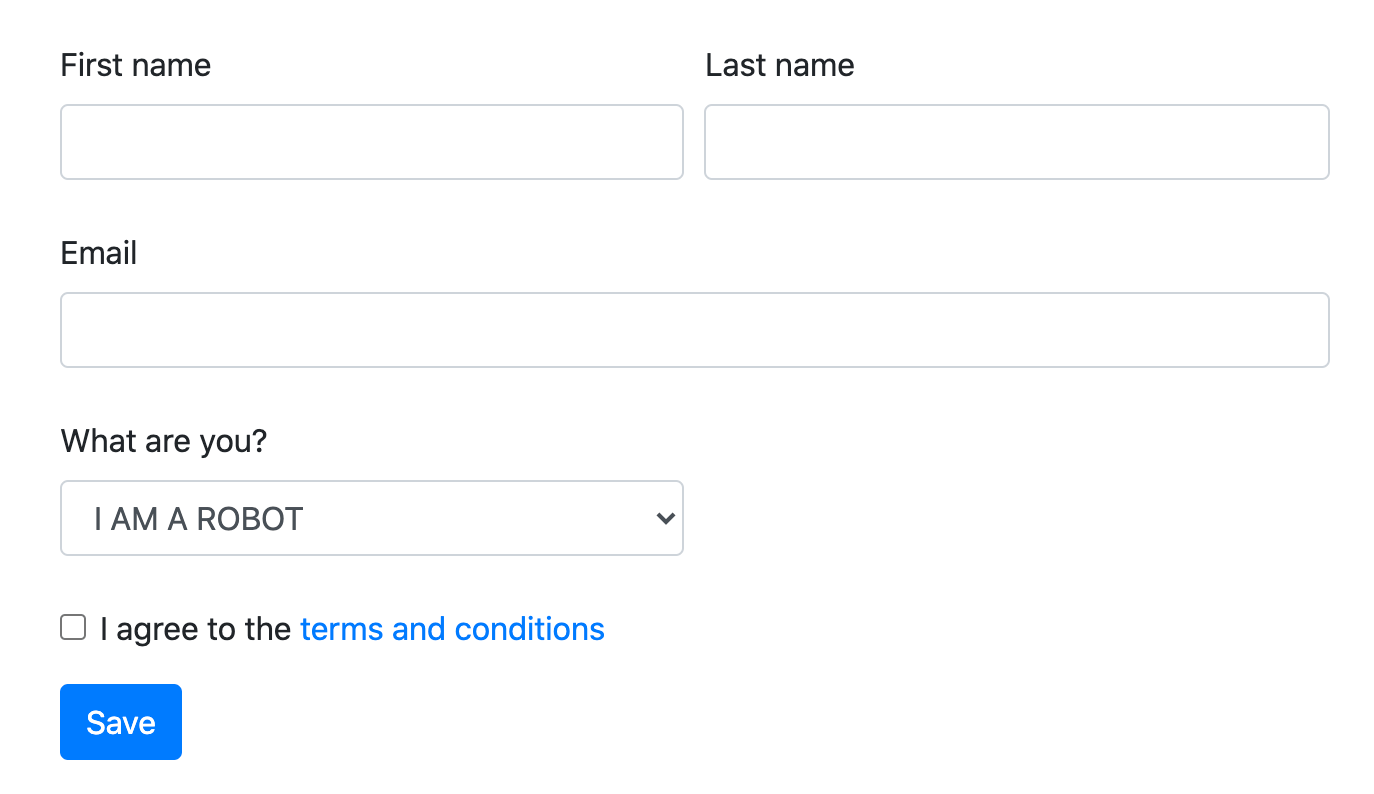 First name
Last name
Email
What are you?
I AM A ROBOT
I agree to the terms and conditions
Save